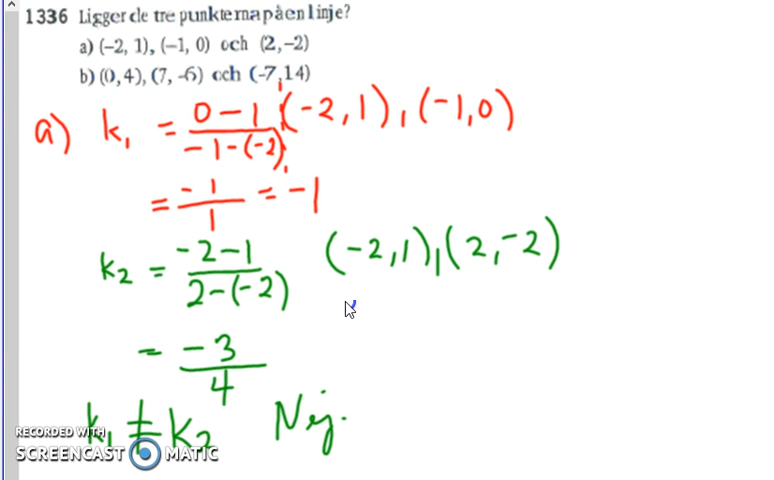 1336 Ligger de tre punkterna på en linje?
a) (-2, 1), (-1, 0) och (2,-2)
b) (0,4), (7, -6) och (-7,14)
a) k₁ = 0-1 / -1-(-2) (-2,1), (-1,0)
= -1/1 = -1
k₂ = -2-1 / 2-(-2) (-2,1),(2,-2)
= -3/4
k₁ ≠ k₂ Nej.
RECORDED WITH
SCREENCAST MATIC